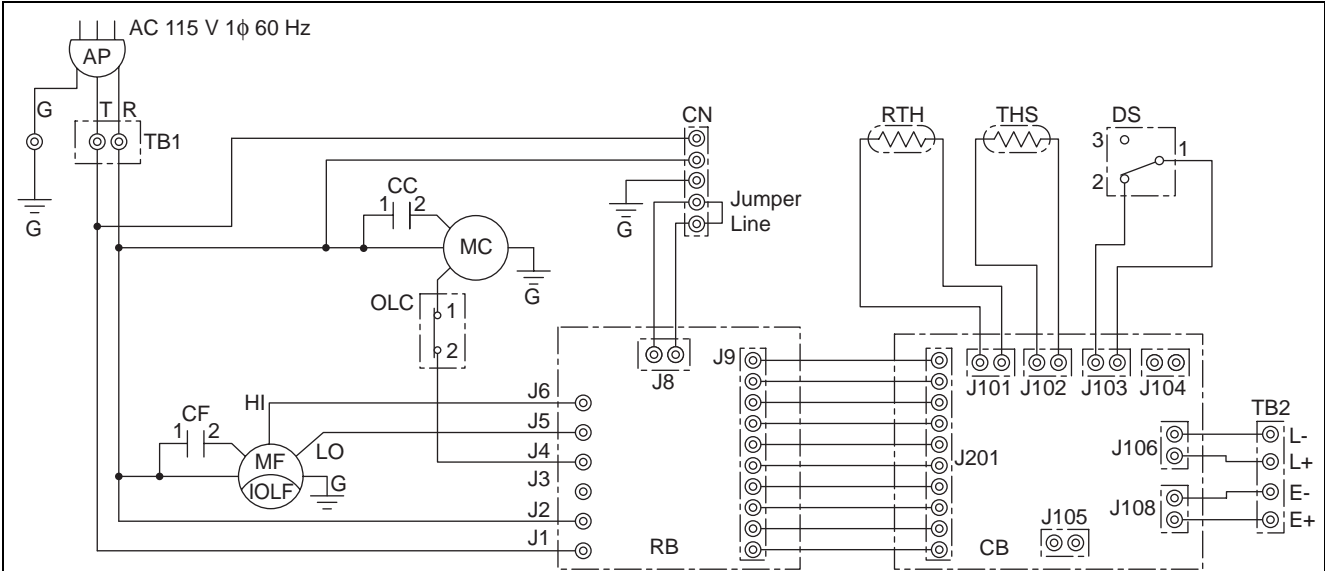 AC 115 V 1ϕ 60 Hz
AP
G T R
TB1
G
CN
RTH THS DS
3
1
2
CC
1 2
MC
G
G
Jumper
Line
OLC
1
2
J8
J9
J6
J5
J4
J3
J2
J1
RB
HI
LO
CF
1 2
MF
IOLF
G
J101 J102 J103 J104
J201
J106
J108
J105
CB
TB2
L-
L+
E-
E+